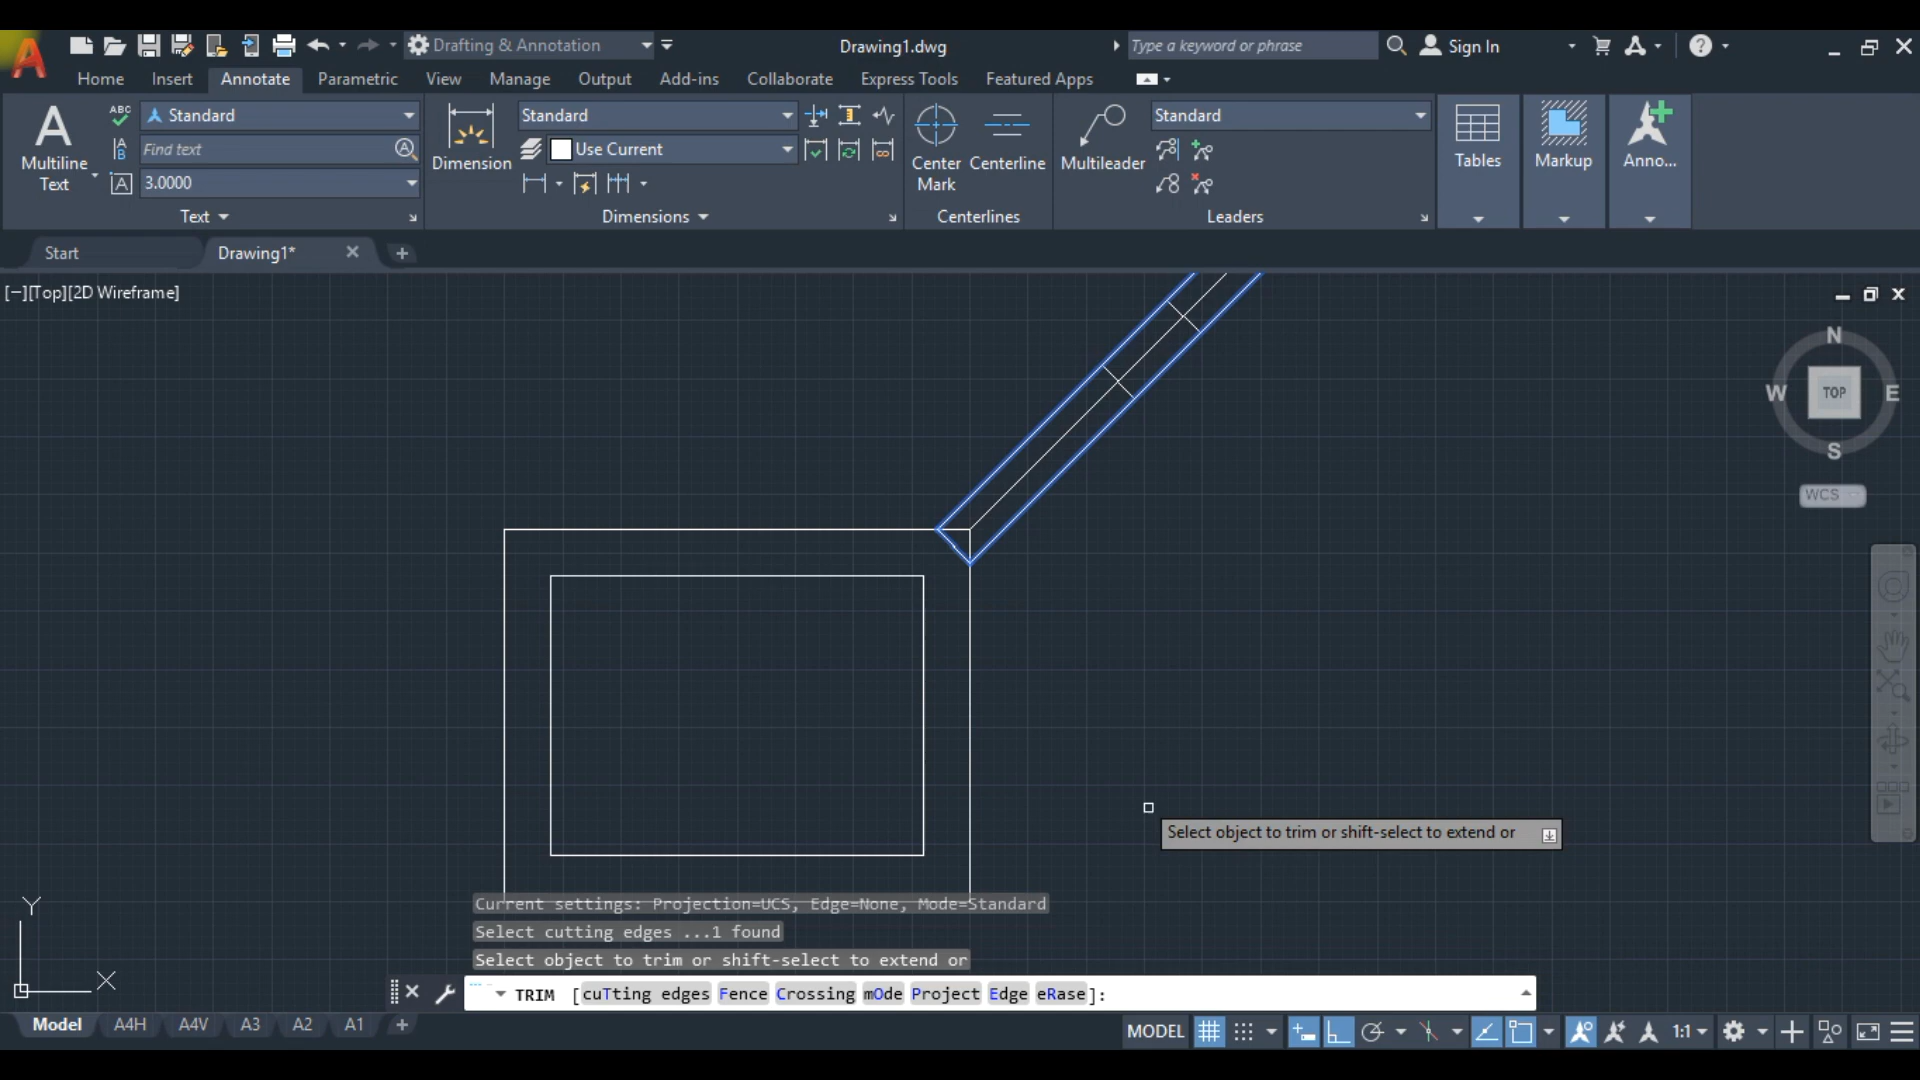 Drafting & Annotation
Drawing1.dwg
Type a keyword or phrase
Sign In
Home Insert Annotate Parametric View Manage Output Add-ins Collaborate Express Tools Featured Apps
Multiline Text
ABC
Standard
Find text
3.0000
Text
Dimension
Standard
Use Current
Dimensions
Center Mark
Centerline
Centerlines
Multileader
Standard
Leaders
Tables
Markup
Anno...
Start
Drawing1*
[−][Top][2D Wireframe]
N
W TOP E
S
WCS
Select object to trim or shift-select to extend or
Y
X
Current settings: Projection=UCS, Edge=None, Mode=Standard
Select cutting edges ...1 found
Select object to trim or shift-select to extend or
TRIM [cuTting edges Fence Crossing mOde Project Edge eRase]:
Model A4H A4V A3 A2 A1
MODEL
1:1